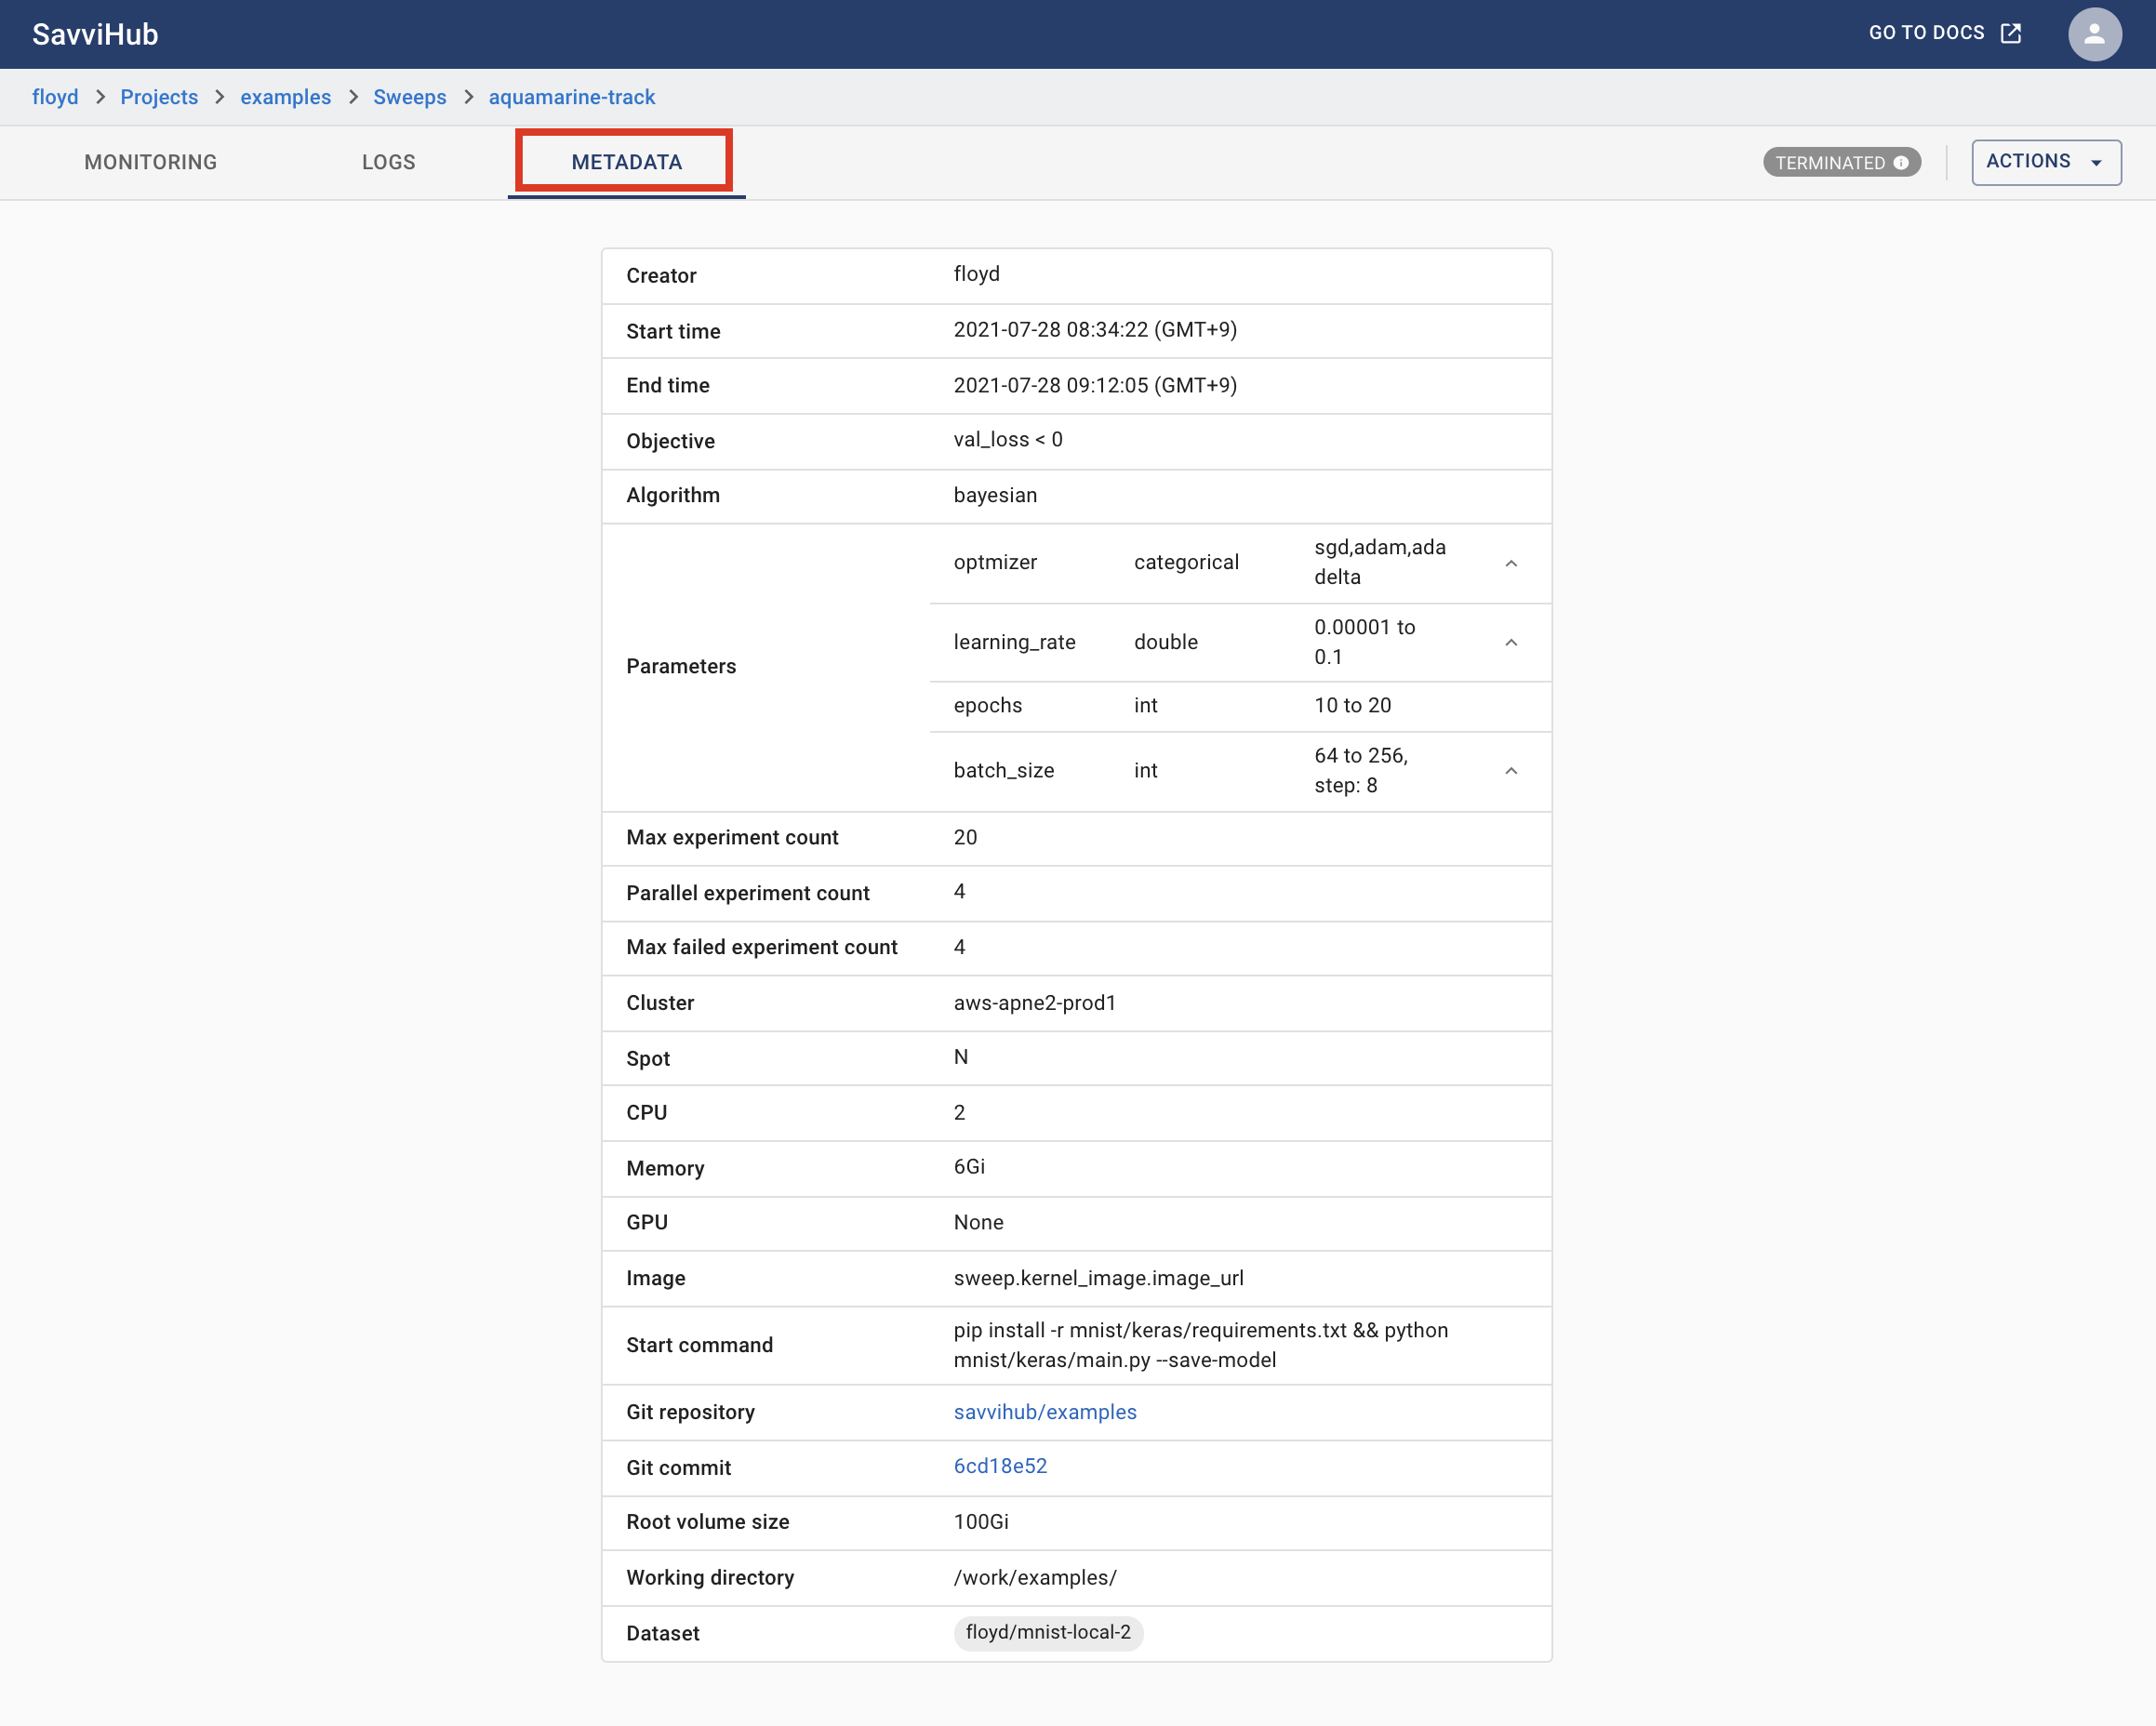 SavviHub
GO TO DOCS
floyd > Projects > examples > Sweeps > aquamarine-track
MONITORING LOGS METADATA TERMINATED ACTIONS
Creator floyd
Start time 2021-07-28 08:34:22 (GMT+9)
End time 2021-07-28 09:12:05 (GMT+9)
Objective val_loss < 0
Algorithm bayesian
Parameters
optmizer categorical sgd,adam,ada
delta
learning_rate double 0.00001 to
0.1
epochs int 10 to 20
batch_size int 64 to 256,
step: 8
Max experiment count 20
Parallel experiment count 4
Max failed experiment count 4
Cluster aws-apne2-prod1
Spot N
CPU 2
Memory 6Gi
GPU None
Image sweep.kernel_image.image_url
Start command pip install -r mnist/keras/requirements.txt && python
mnist/keras/main.py --save-model
Git repository savvihub/examples
Git commit 6cd18e52
Root volume size 100Gi
Working directory /work/examples/
Dataset floyd/mnist-local-2